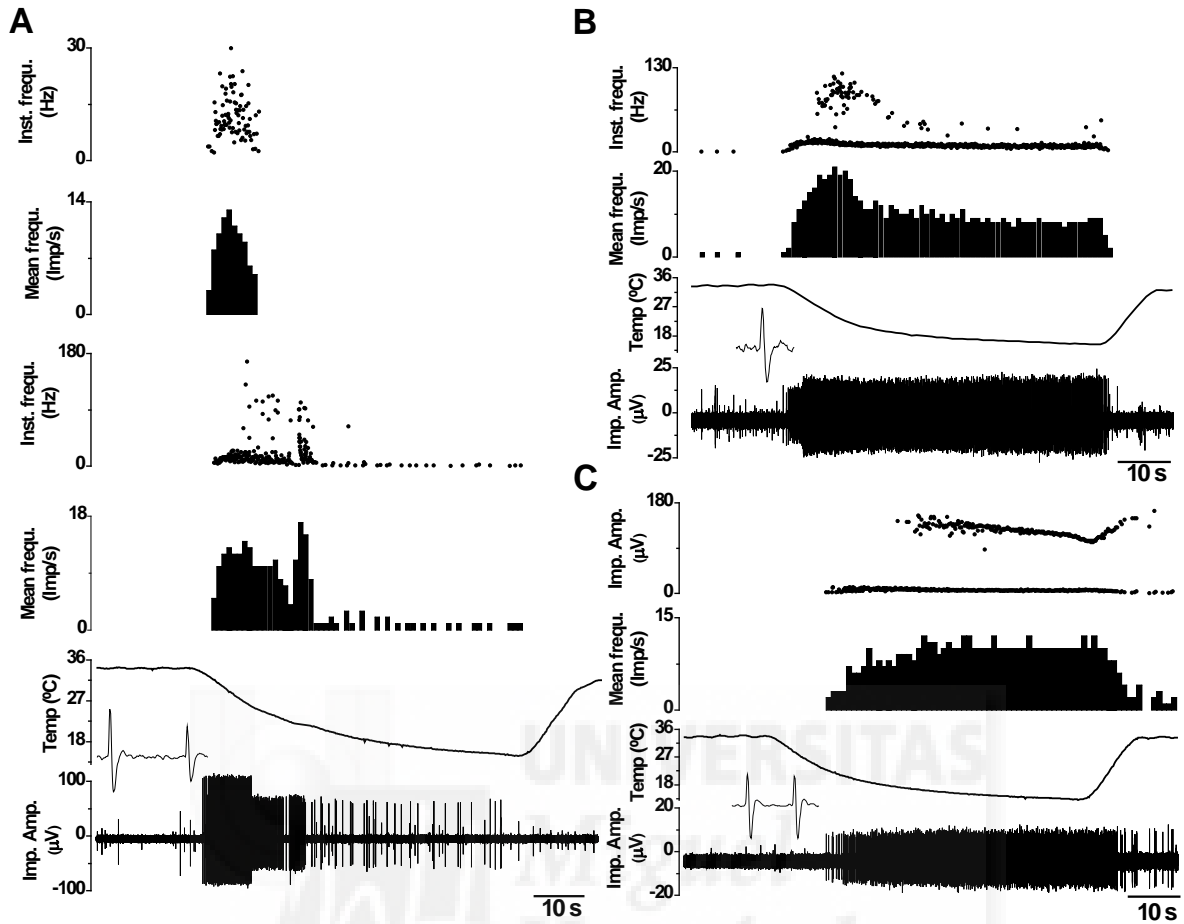 A
30
0
Inst. frequ.
(Hz)
14
0
Mean frequ.
(Imp/s)
180
0
Inst. frequ.
(Hz)
18
0
Mean frequ.
(Imp/s)
36
27
18
Temp (ºC)
100
0
-100
Imp. Amp.
(µV)
10 s
B
130
0
Inst. frequ.
(Hz)
20
0
Mean frequ.
(Imp/s)
36
27
18
Temp (ºC)
25
0
-25
Imp. Amp.
(µV)
10 s
C
180
0
Imp. Amp.
(µV)
15
0
Mean frequ.
(Imp/s)
36
27
18
Temp (ºC)
20
0
-20
Imp. Amp.
(µV)
10 s
UNIVERSITAS
Miguel